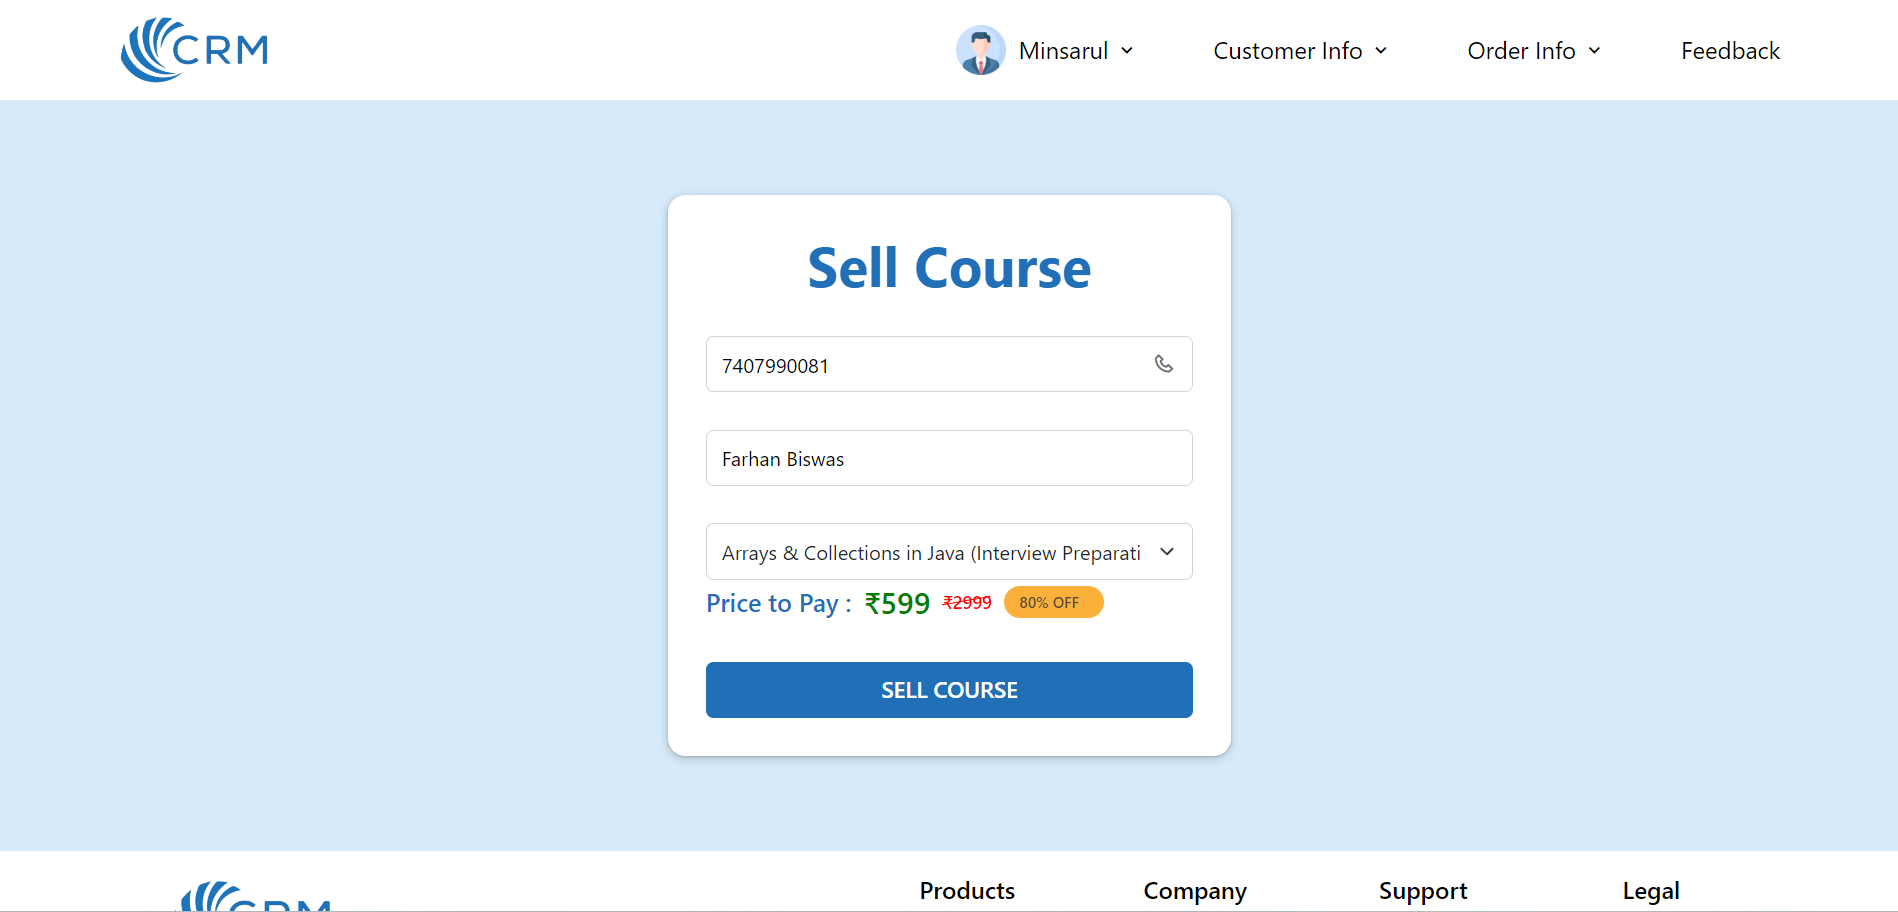 CRM
Minsarul
Customer Info
Order Info
Feedback
Sell Course
7407990081
Farhan Biswas
Arrays & Collections in Java (Interview Preparati
Price to Pay : ₹599 ₹2999 80% OFF
SELL COURSE
CRM
Products
Company
Support
Legal